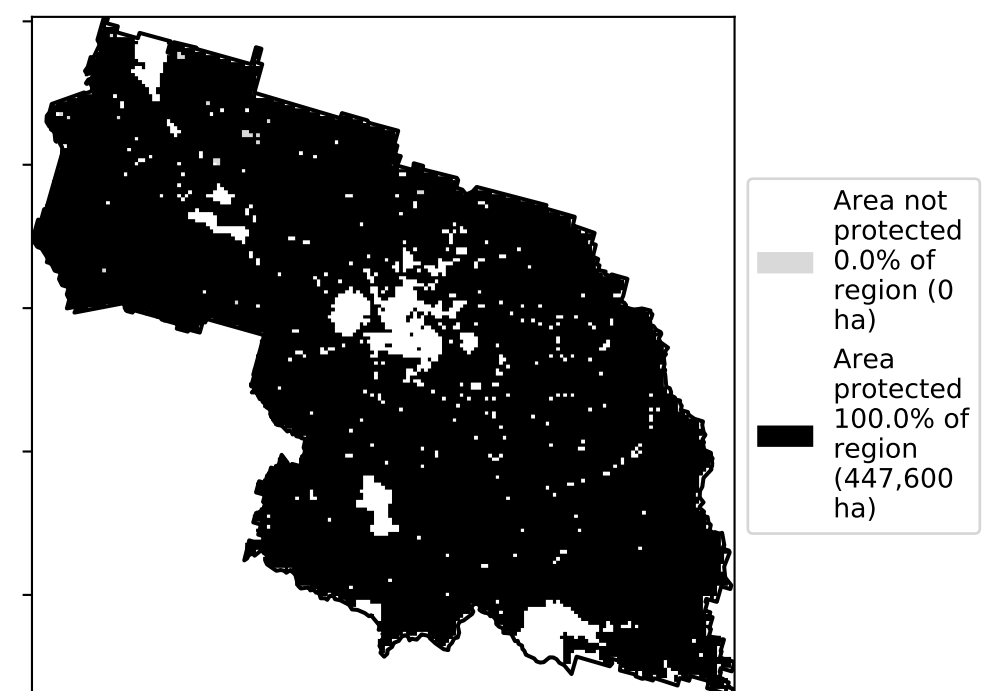 Area not
protected
0.0% of
region (0
ha)
Area
protected
100.0% of
region
(447,600
ha)